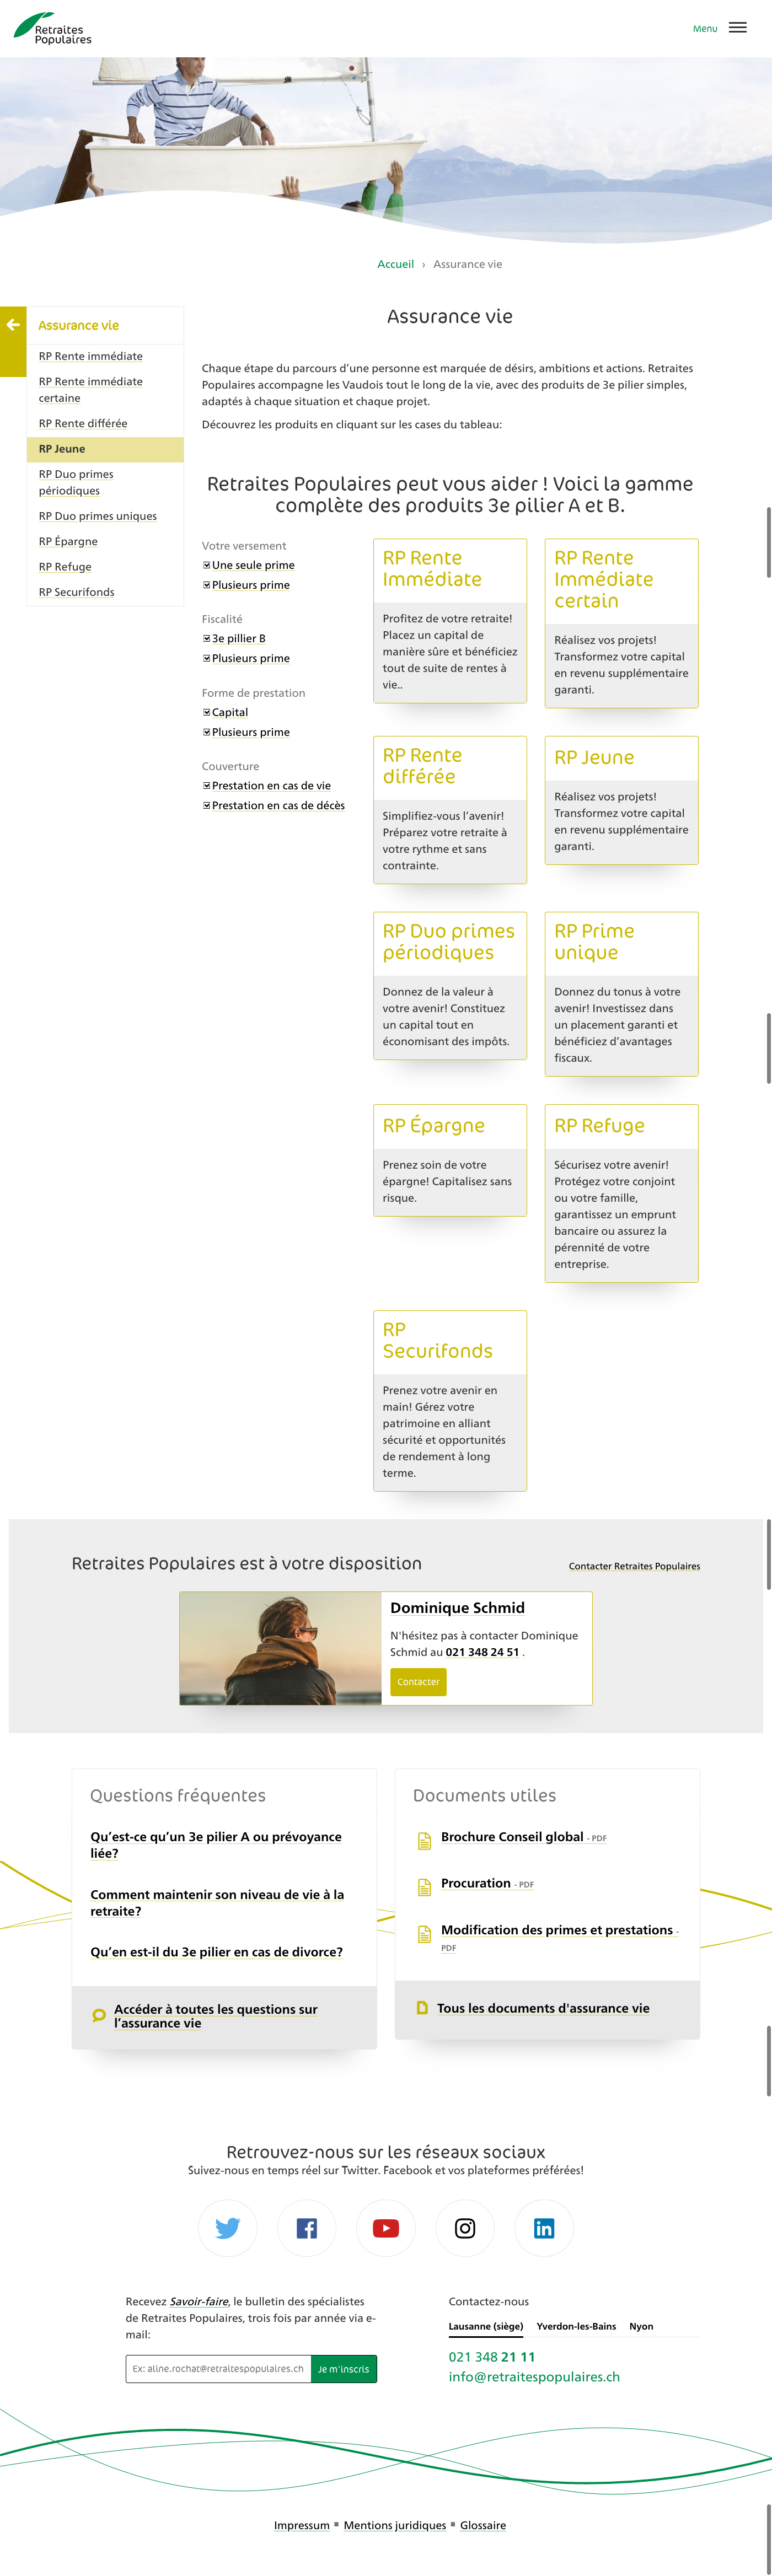 Retraites
Populaires
Menu
Accueil › Assurance vie
Assurance vie
RP Rente immédiate
RP Rente immédiate
certaine
RP Rente différée
RP Jeune
RP Duo primes
périodiques
RP Duo primes uniques
RP Épargne
RP Refuge
RP Securifonds
Assurance vie
Chaque étape du parcours d’une personne est marquée de désirs, ambitions et actions. Retraites
Populaires accompagne les Vaudois tout le long de la vie, avec des produits de 3e pilier simples,
adaptés à chaque situation et chaque projet.
Découvrez les produits en cliquant sur les cases du tableau:
Retraites Populaires peut vous aider ! Voici la gamme
complète des produits 3e pilier A et B.
Votre versement
Une seule prime
Plusieurs prime
Fiscalité
3e pillier B
Plusieurs prime
Forme de prestation
Capital
Plusieurs prime
Couverture
Prestation en cas de vie
Prestation en cas de décès
RP Rente
Immédiate
Profitez de votre retraite!
Placez un capital de
manière sûre et bénéficiez
tout de suite de rentes à
vie..
RP Rente
Immédiate
certain
Réalisez vos projets!
Transformez votre capital
en revenu supplémentaire
garanti.
RP Rente
différée
Simplifiez-vous l’avenir!
Préparez votre retraite à
votre rythme et sans
contrainte.
RP Jeune
Réalisez vos projets!
Transformez votre capital
en revenu supplémentaire
garanti.
RP Duo primes
périodiques
Donnez de la valeur à
votre avenir! Constituez
un capital tout en
économisant des impôts.
RP Prime
unique
Donnez du tonus à votre
avenir! Investissez dans
un placement garanti et
bénéficiez d’avantages
fiscaux.
RP Épargne
Prenez soin de votre
épargne! Capitalisez sans
risque.
RP Refuge
Sécurisez votre avenir!
Protégez votre conjoint
ou votre famille,
garantissez un emprunt
bancaire ou assurez la
pérennité de votre
entreprise.
RP
Securifonds
Prenez votre avenir en
main! Gérez votre
patrimoine en alliant
sécurité et opportunités
de rendement à long
terme.
Retraites Populaires est à votre disposition
Contacter Retraites Populaires
Dominique Schmid
N'hésitez pas à contacter Dominique
Schmid au 021 348 24 51 .
Contacter
Questions fréquentes
Qu’est-ce qu’un 3e pilier A ou prévoyance
liée?
Comment maintenir son niveau de vie à la
retraite?
Qu’en est-il du 3e pilier en cas de divorce?
Accéder à toutes les questions sur
l’assurance vie
Documents utiles
Brochure Conseil global - PDF
Procuration - PDF
Modification des primes et prestations -
PDF
Tous les documents d'assurance vie
Retrouvez-nous sur les réseaux sociaux
Suivez-nous en temps réel sur Twitter. Facebook et vos plateformes préférées!
Recevez Savoir-faire, le bulletin des spécialistes
de Retraites Populaires, trois fois par année via e-
mail:
Ex: aline.rochat@retraitespopulaires.ch
Je m'inscris
Contactez-nous
Lausanne (siège) Yverdon-les-Bains Nyon
021 348 21 11
info@retraitespopulaires.ch
Impressum Mentions juridiques Glossaire